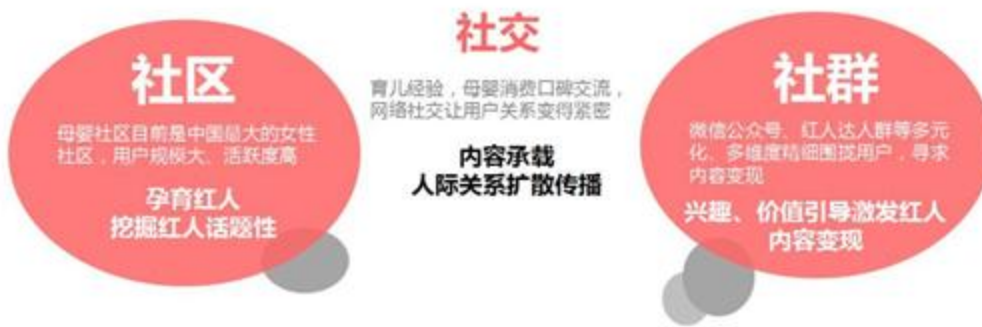 社区
母婴社区目前是中国最大的女性
社区，用户规模大、活跃度高
孕育红人
挖掘红人话题性
社交
育儿经验，母婴消费口碑交流，
网络社交让用户关系变得紧密
内容承载
人际关系扩散传播
社群
微信公众号、红人达人群等多元
化、多维度精细围拢用户，寻求
内容变现
兴趣、价值引导激发红人
内容变现